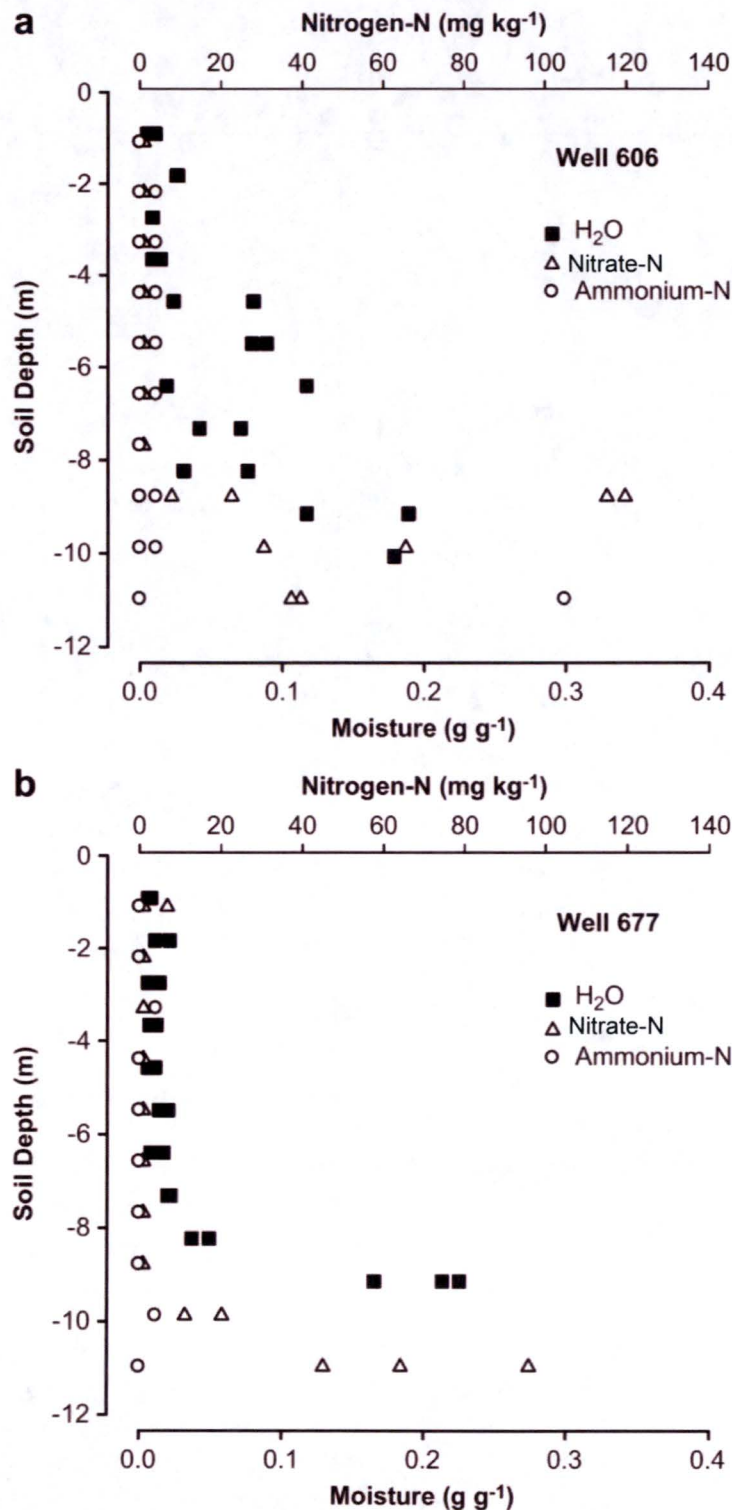 a
Nitrogen-N (mg kg-1)
0 20 40 60 80 100 120 140
0
-2
-4
-6
-8
-10
-12
Soil Depth (m)
Well 606
H2O
Nitrate-N
Ammonium-N
0.0 0.1 0.2 0.3 0.4
Moisture (g g-1)
b
Nitrogen-N (mg kg-1)
0 20 40 60 80 100 120 140
0
-2
-4
-6
-8
-10
-12
Soil Depth (m)
Well 677
H2O
Nitrate-N
Ammonium-N
0.0 0.1 0.2 0.3 0.4
Moisture (g g-1)